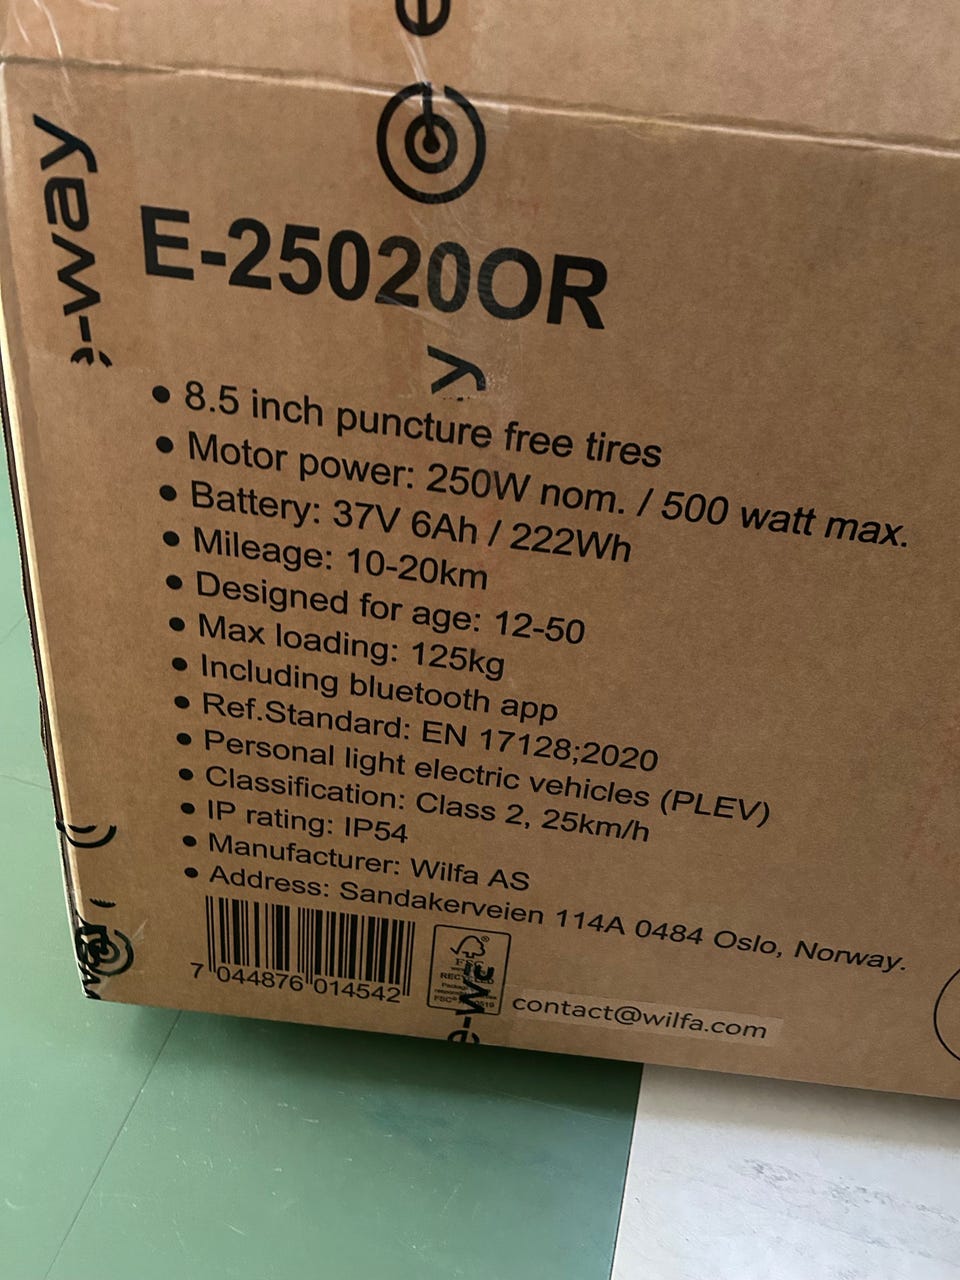 e
e-way
E-25020OR
y
• 8.5 inch puncture free tires
• Motor power: 250W nom. / 500 watt max.
• Battery: 37V 6Ah / 222Wh
• Mileage: 10-20km
• Designed for age: 12-50
• Max loading: 125kg
• Including bluetooth app
• Ref.Standard: EN 17128;2020
• Personal light electric vehicles (PLEV)
• Classification: Class 2, 25km/h
• IP rating: IP54
• Manufacturer: Wilfa AS
• Address: Sandakerveien 114A 0484 Oslo, Norway.
7 044876 014542
FSC
e-w
contact@wilfa.com